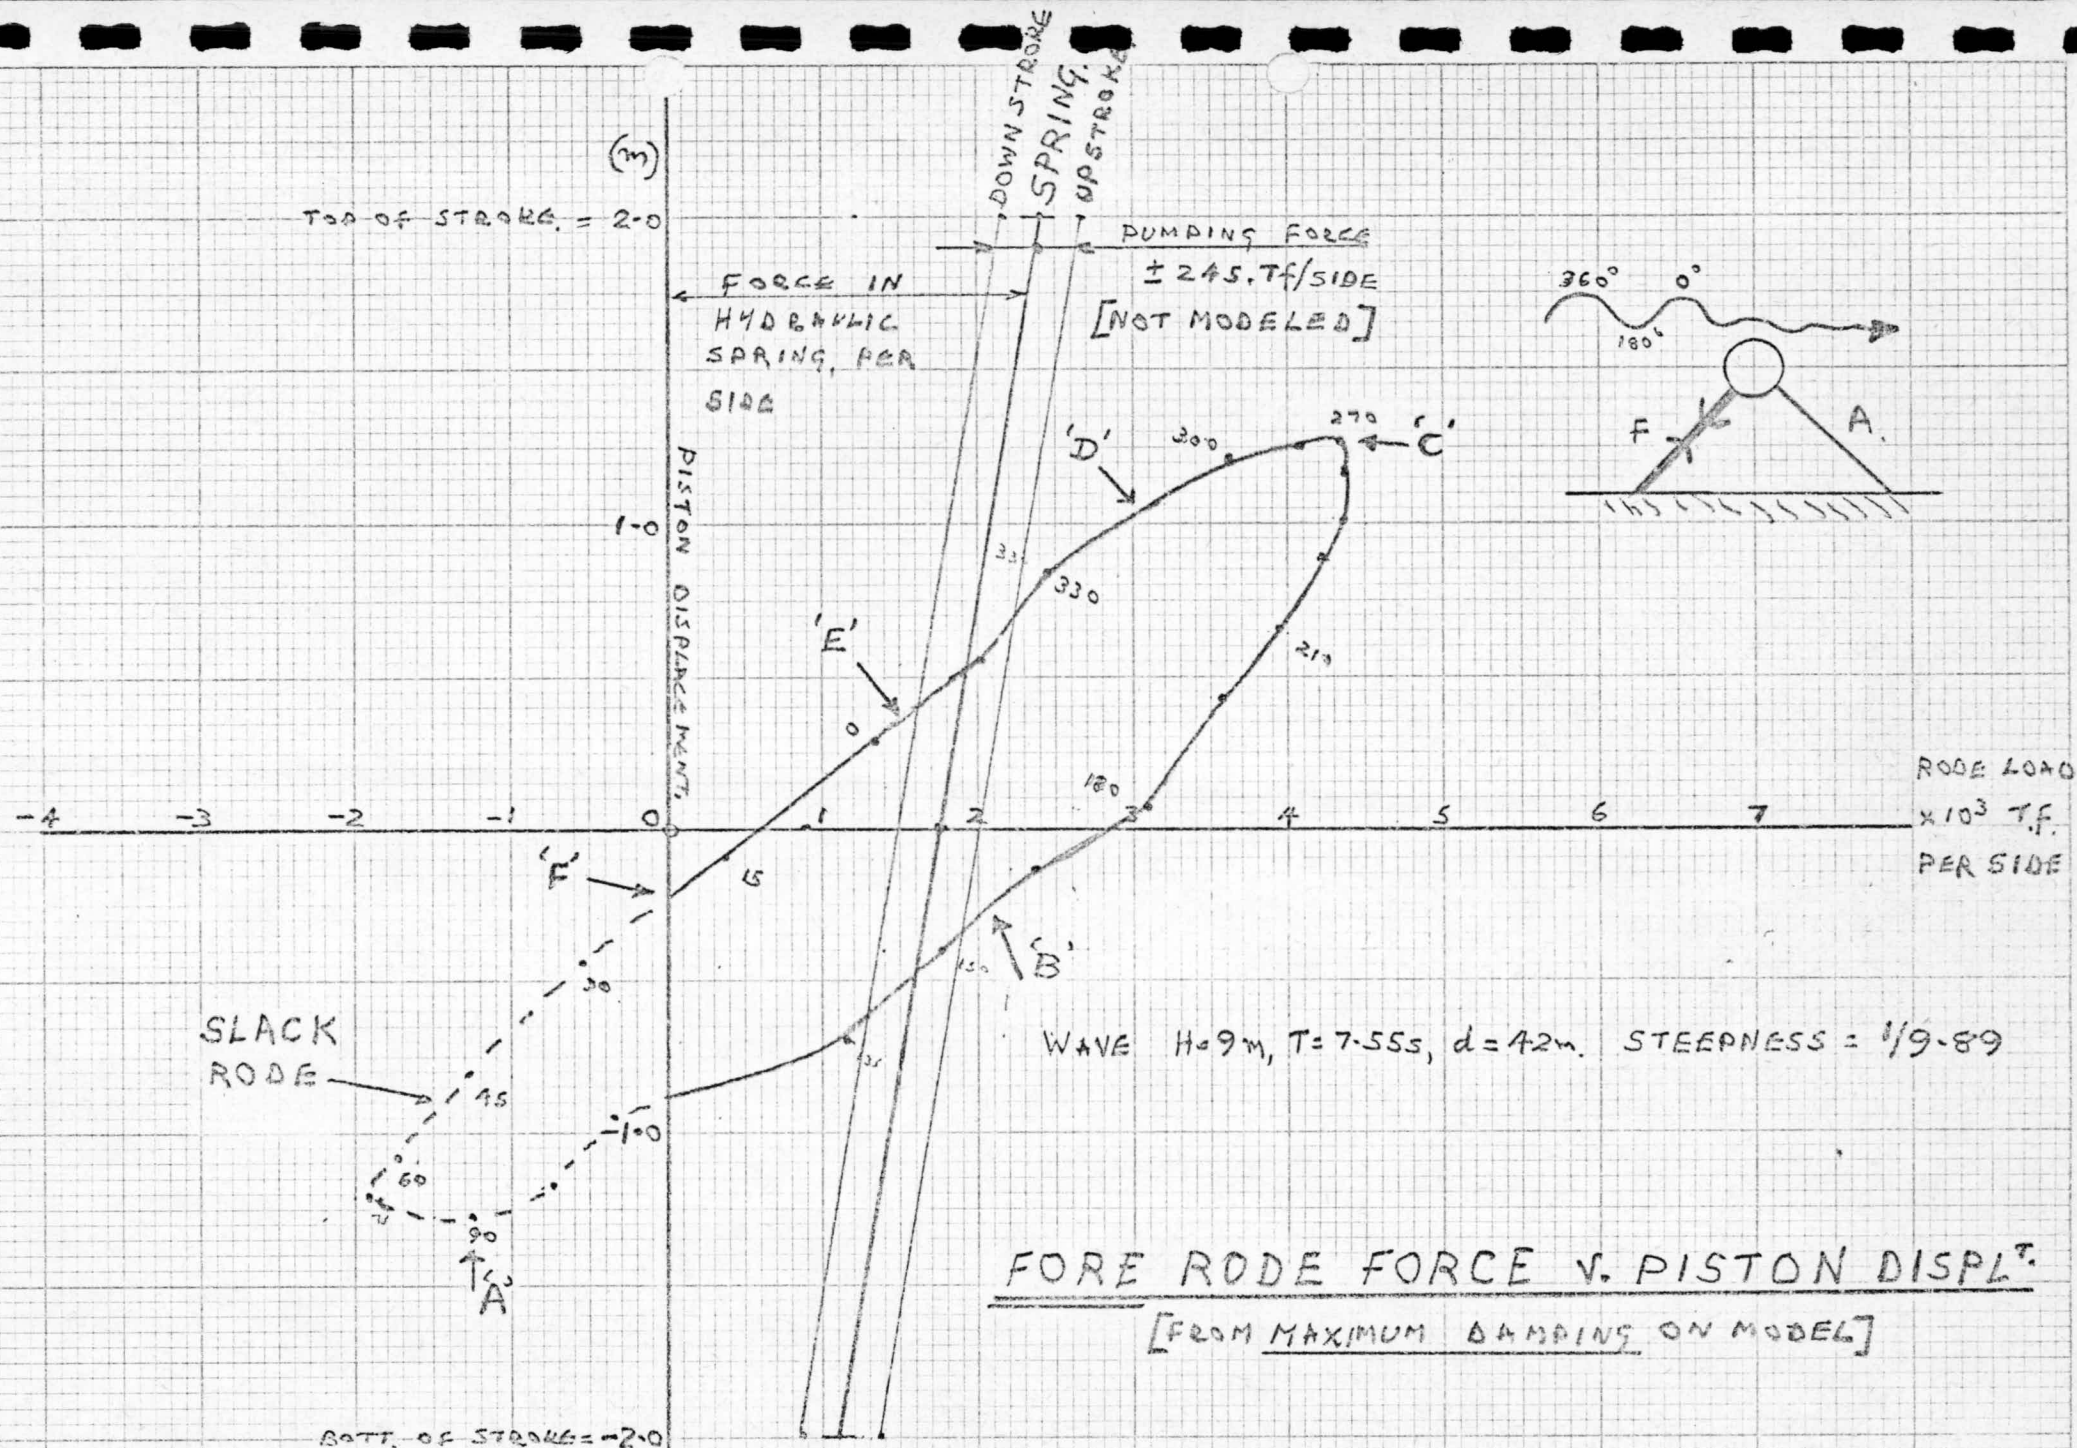 DOWNSTRORE
SPRING.
UPSTROKE
(m)
TOP OF STROKE. = 2.0
PUMPING FORCE
± 245.Tf/SIDE
[NOT MODELED]
FORCE IN
HYDRAULIC
SPRING, PER
SIDE
360° 0°
180°
F A.
'D' 300 270 'C'
1.0
PISTON DISPLACEMENT.
330
'E'
210
0
180
RODE LOAD
x 10³ T.f.
PER SIDE
-4 -3 -2 -1 0 1 2 3 4 5 6 7
'F'
15
'B'
150
30
SLACK
RODE
WAVE H=9m, T=7.55s, d=42m. STEEPNESS = 1/9.89
135
45
-1.0
60
90
'A'
FORE RODE FORCE V. PISTON DISPLT.
[FROM MAXIMUM DAMPING ON MODEL]
BOTT. OF STROKE=-2.0